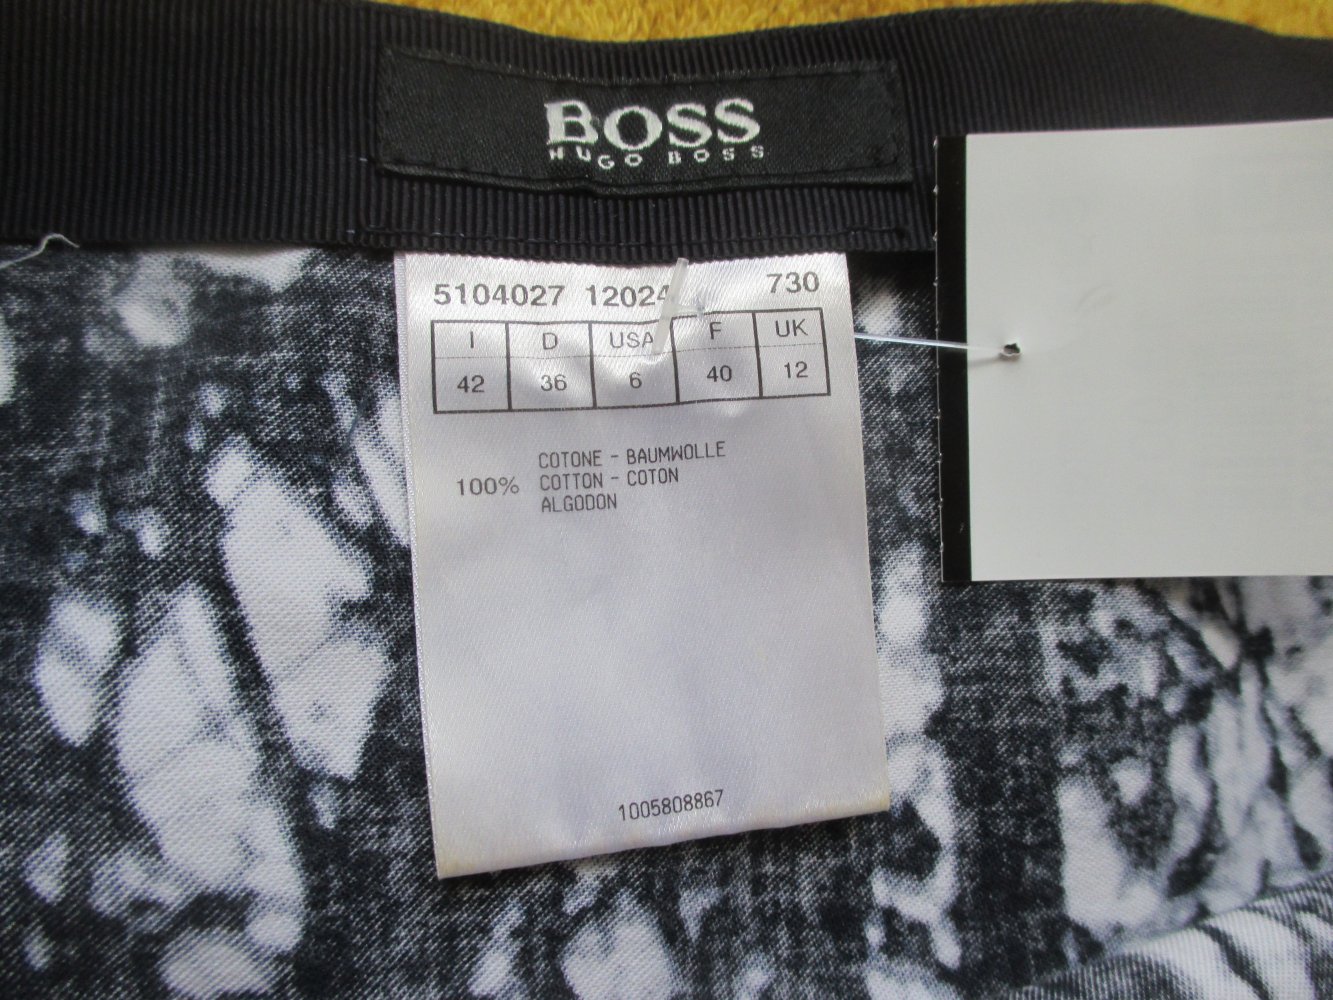 BOSS
HUGO BOSS
5104027 12024 730
I D USA F UK
42 36 6 40 12
COTONE - BAUMWOLLE
100% COTTON - COTON
ALGODON
1005808867